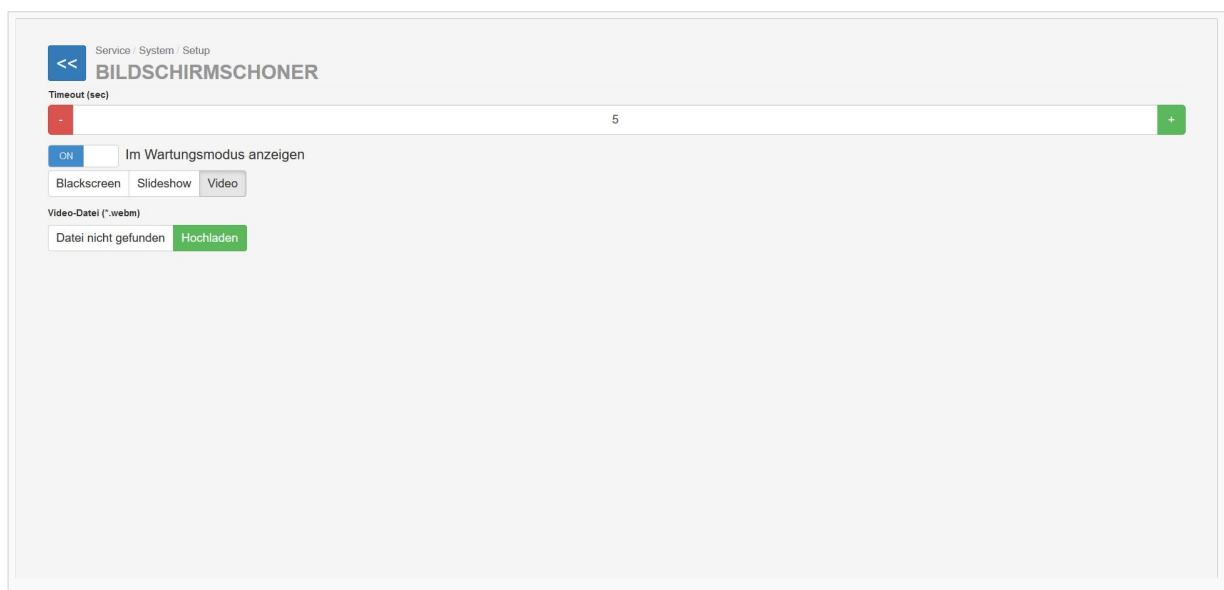 <<
Service / System / Setup
BILDSCHIRMSCHONER
Timeout (sec)
- 5 +
ON Im Wartungsmodus anzeigen
Blackscreen Slideshow Video
Video-Datei (*.webm)
Datei nicht gefunden Hochladen